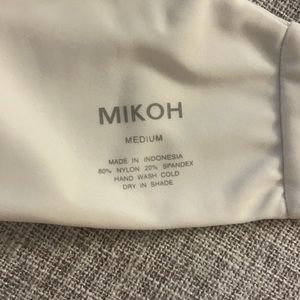 MIKOH
MEDIUM
MADE IN INDONESIA
80% NYLON 20% SPANDEX
HAND WASH COLD
DRY IN SHADE